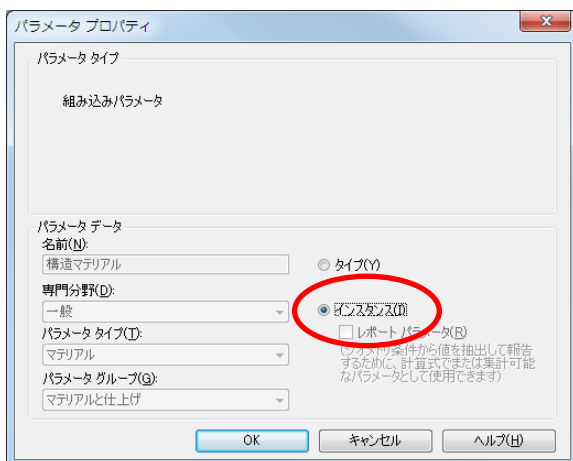 パラメータ プロパティ
パラメータ タイプ
組み込みパラメータ
パラメータ データ
名前(N):
構造マテリアル
タイプ(Y)
専門分野(D):
一般
インスタンス(I)
パラメータ タイプ(T):
レポート パラメータ(R)
マテリアル
(ジオメトリ条件から値を抽出して報告
するために、計算式でまたは集計可能
なパラメータとして使用できます)
パラメータ グループ(G):
マテリアルと仕上げ
OK
キャンセル
ヘルプ(H)